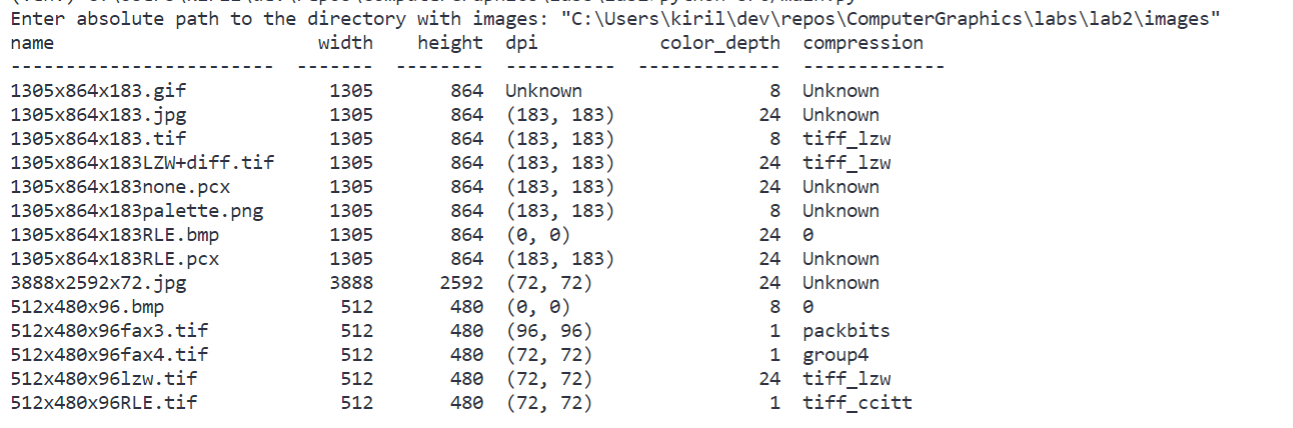 Enter absolute path to the directory with images: "C:\Users\kiril\dev\repos\ComputerGraphics\labs\lab2\images"
name width height dpi color_depth compression
------------------------ ------- -------- ---------- ------------- -------------
1305x864x183.gif 1305 864 Unknown 8 Unknown
1305x864x183.jpg 1305 864 (183, 183) 24 Unknown
1305x864x183.tif 1305 864 (183, 183) 8 tiff_lzw
1305x864x183LZW+diff.tif 1305 864 (183, 183) 24 tiff_lzw
1305x864x183none.pcx 1305 864 (183, 183) 24 Unknown
1305x864x183palette.png 1305 864 (183, 183) 8 Unknown
1305x864x183RLE.bmp 1305 864 (0, 0) 24 0
1305x864x183RLE.pcx 1305 864 (183, 183) 24 Unknown
3888x2592x72.jpg 3888 2592 (72, 72) 24 Unknown
512x480x96.bmp 512 480 (0, 0) 8 0
512x480x96fax3.tif 512 480 (96, 96) 1 packbits
512x480x96fax4.tif 512 480 (72, 72) 1 group4
512x480x96lzw.tif 512 480 (72, 72) 24 tiff_lzw
512x480x96RLE.tif 512 480 (72, 72) 1 tiff_ccitt